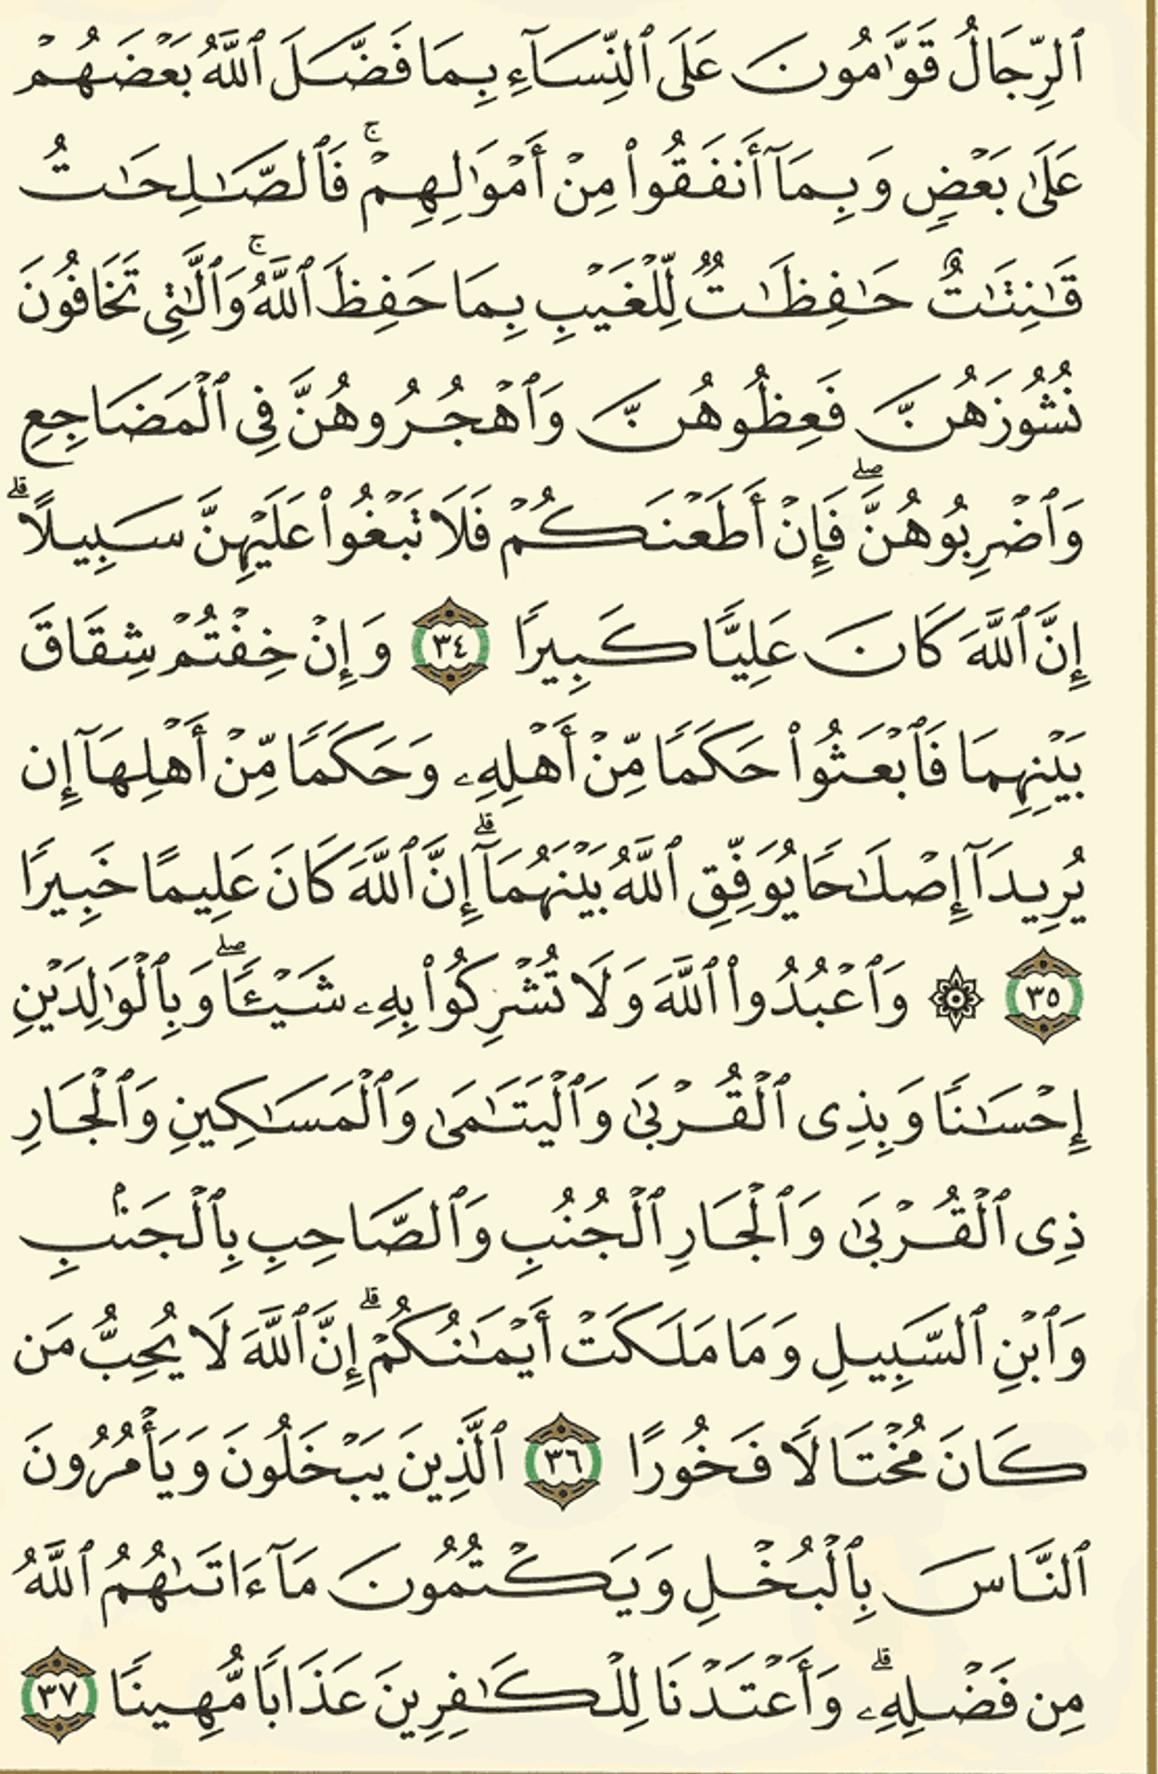 ٱلرِّجَالُ قَوَّٰمُونَ عَلَى ٱلنِّسَآءِ بِمَا فَضَّلَ ٱللَّهُ بَعْضَهُمْ
عَلَىٰ بَعْضٍ وَبِمَآ أَنفَقُوا۟ مِنْ أَمْوَٰلِهِمْ ۚ فَٱلصَّٰلِحَٰتُ
قَٰنِتَٰتٌ حَٰفِظَٰتٌ لِّلْغَيْبِ بِمَا حَفِظَ ٱللَّهُ ۚ وَٱلَّٰتِى تَخَافُونَ
نُشُوزَهُنَّ فَعِظُوهُنَّ وَٱهْجُرُوهُنَّ فِى ٱلْمَضَاجِعِ
وَٱضْرِبُوهُنَّ ۖ فَإِنْ أَطَعْنَكُمْ فَلَا تَبْغُوا۟ عَلَيْهِنَّ سَبِيلًا ۗ
إِنَّ ٱللَّهَ كَانَ عَلِيًّا كَبِيرًا ٣٤ وَإِنْ خِفْتُمْ شِقَاقَ
بَيْنِهِمَا فَٱبْعَثُوا۟ حَكَمًا مِّنْ أَهْلِهِۦ وَحَكَمًا مِّنْ أَهْلِهَآ إِن
يُرِيدَآ إِصْلَٰحًا يُوَفِّقِ ٱللَّهُ بَيْنَهُمَآ ۗ إِنَّ ٱللَّهَ كَانَ عَلِيمًا خَبِيرًا
٣٥ ۞ وَٱعْبُدُوا۟ ٱللَّهَ وَلَا تُشْرِكُوا۟ بِهِۦ شَيْـًٔا ۖ وَبِٱلْوَٰلِدَيْنِ
إِحْسَٰنًا وَبِذِى ٱلْقُرْبَىٰ وَٱلْيَتَٰمَىٰ وَٱلْمَسَٰكِينِ وَٱلْجَارِ
ذِى ٱلْقُرْبَىٰ وَٱلْجَارِ ٱلْجُنُبِ وَٱلصَّاحِبِ بِٱلْجَنۢبِ
وَٱبْنِ ٱلسَّبِيلِ وَمَا مَلَكَتْ أَيْمَٰنُكُمْ ۗ إِنَّ ٱللَّهَ لَا يُحِبُّ مَن
كَانَ مُخْتَالًا فَخُورًا ٣٦ ٱلَّذِينَ يَبْخَلُونَ وَيَأْمُرُونَ
ٱلنَّاسَ بِٱلْبُخْلِ وَيَكْتُمُونَ مَآ ءَاتَىٰهُمُ ٱللَّهُ
مِن فَضْلِهِۦ ۗ وَأَعْتَدْنَا لِلْكَٰفِرِينَ عَذَابًا مُّهِينًا ٣٧